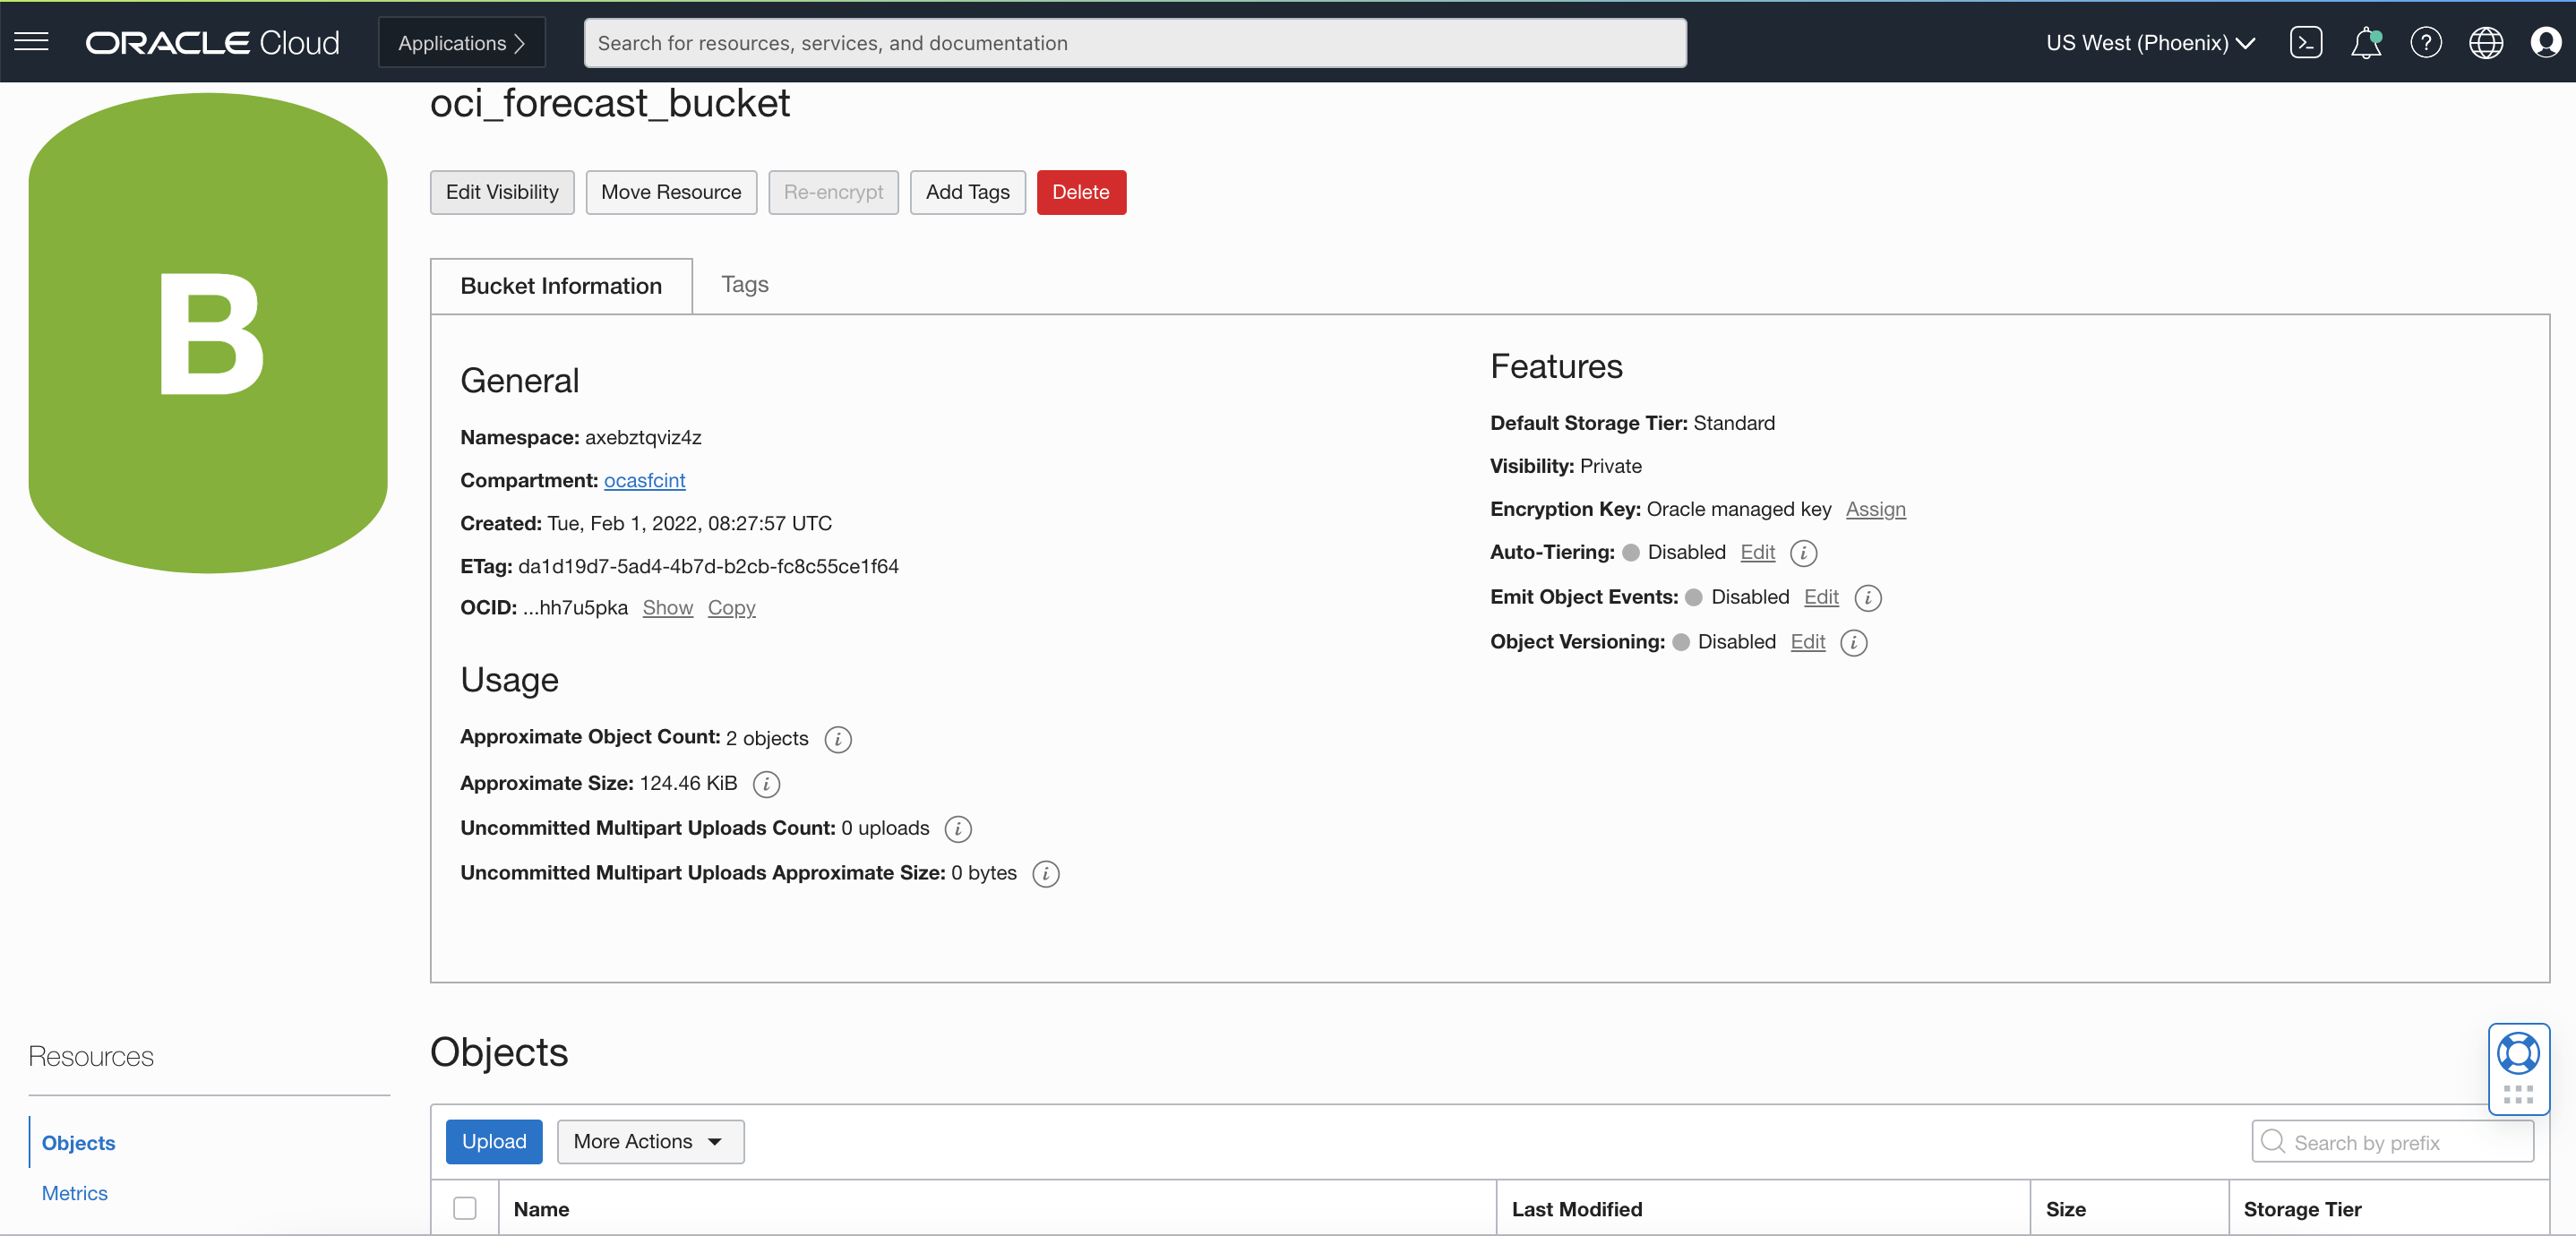 ORACLE Cloud
Applications
Search for resources, services, and documentation
US West (Phoenix)
B
oci_forecast_bucket
Edit Visibility
Move Resource
Re-encrypt
Add Tags
Delete
Bucket Information
Tags
General
Namespace: axebztqviz4z
Compartment: ocasfcint
Created: Tue, Feb 1, 2022, 08:27:57 UTC
ETag: da1d19d7-5ad4-4b7d-b2cb-fc8c55ce1f64
OCID: ...hh7u5pka Show Copy
Usage
Approximate Object Count: 2 objects
Approximate Size: 124.46 KiB
Uncommitted Multipart Uploads Count: 0 uploads
Uncommitted Multipart Uploads Approximate Size: 0 bytes
Features
Default Storage Tier: Standard
Visibility: Private
Encryption Key: Oracle managed key Assign
Auto-Tiering: Disabled Edit
Emit Object Events: Disabled Edit
Object Versioning: Disabled Edit
Resources
Objects
Metrics
Objects
Upload
More Actions
Search by prefix
Name
Last Modified
Size
Storage Tier